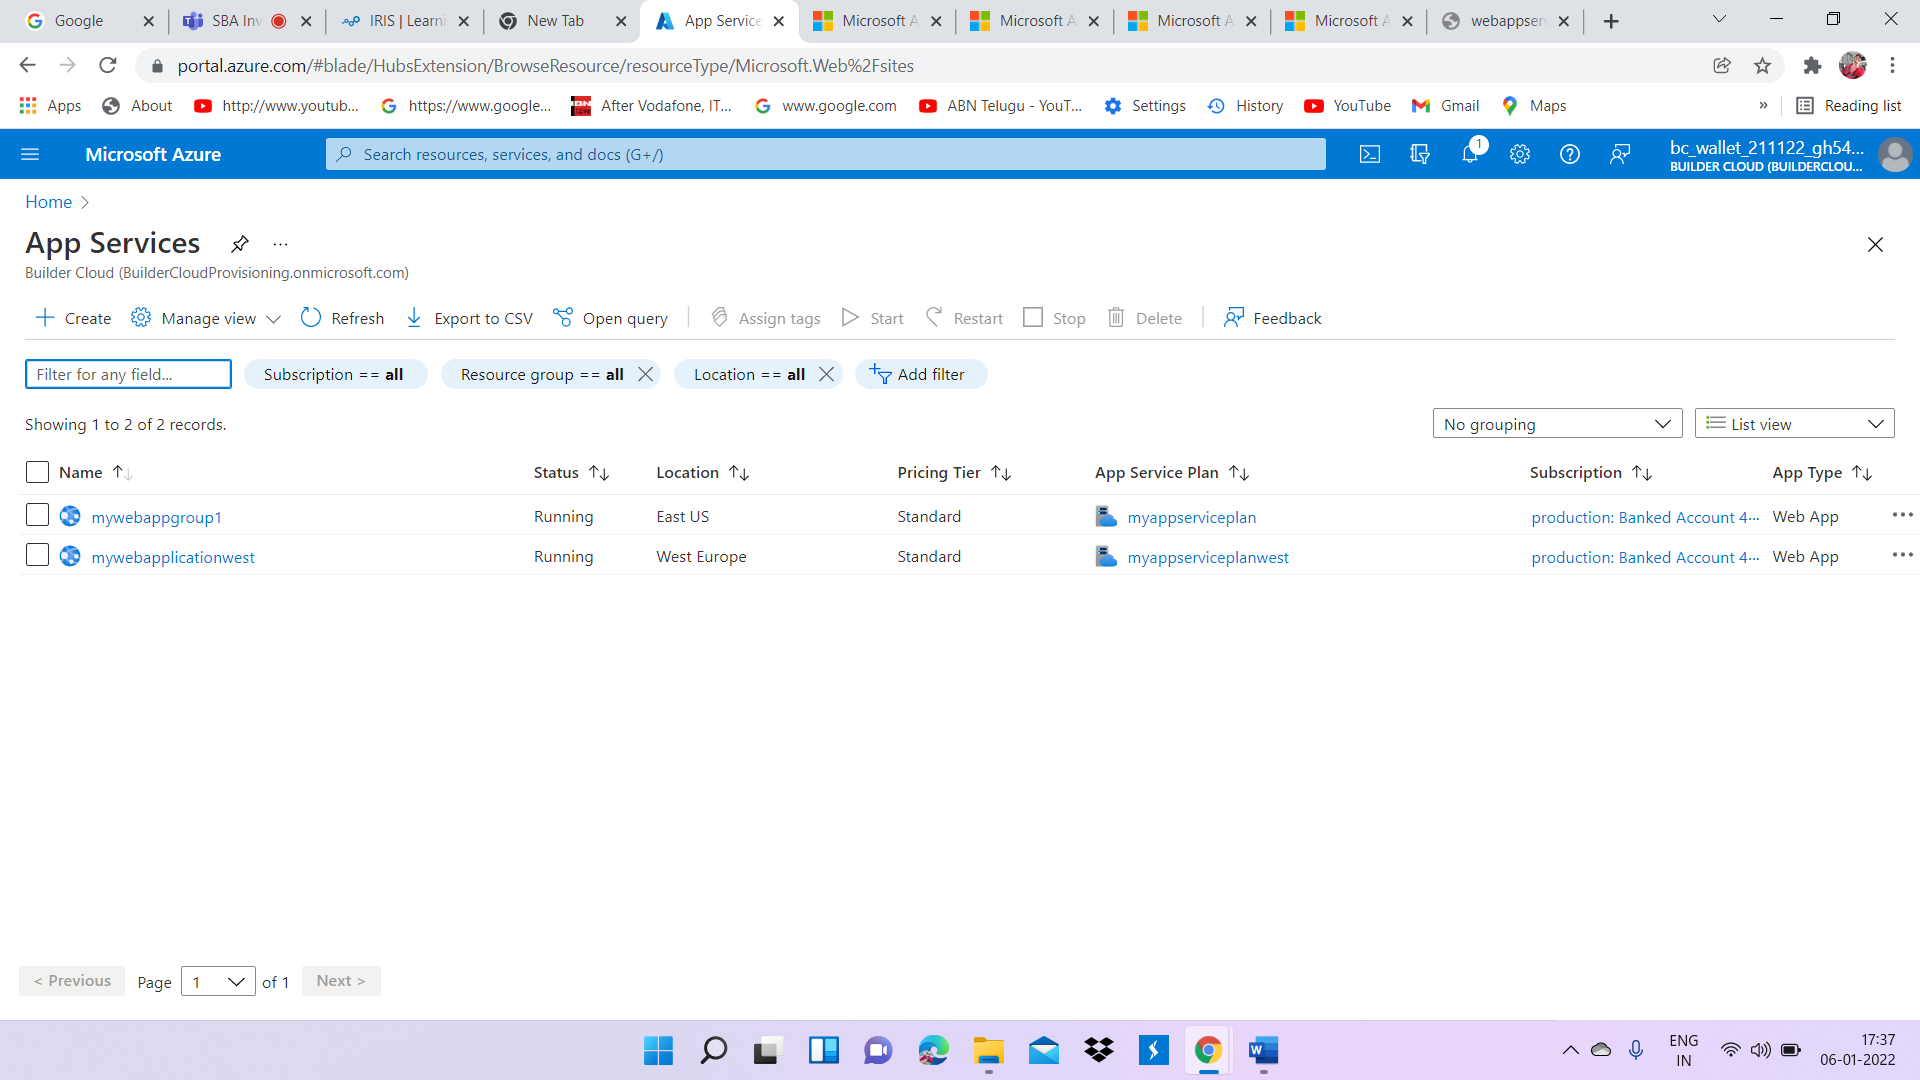 Google
SBA Inv
IRIS | Learni
New Tab
App Service
Microsoft A
Microsoft A
Microsoft A
Microsoft A
webappserv
portal.azure.com/#blade/HubsExtension/BrowseResource/resourceType/Microsoft.Web%2Fsites
Apps
About
http://www.youtub...
https://www.google...
After Vodafone, IT...
www.google.com
ABN Telugu - YouT...
Settings
History
YouTube
Gmail
Maps
»
Reading list
Microsoft Azure
Search resources, services, and docs (G+/)
1
bc_wallet_211122_gh54...
BUILDER CLOUD (BUILDERCLOU...
Home
App Services
...
Builder Cloud (BuilderCloudProvisioning.onmicrosoft.com)
Create
Manage view
Refresh
Export to CSV
Open query
Assign tags
Start
Restart
Stop
Delete
Feedback
Filter for any field...
Subscription == all
Resource group == all
Location == all
Add filter
Showing 1 to 2 of 2 records.
No grouping
List view
Name
Status
Location
Pricing Tier
App Service Plan
Subscription
App Type
mywebappgroup1
Running
East US
Standard
myappserviceplan
production: Banked Account 4...
Web App
mywebapplicationwest
Running
West Europe
Standard
myappserviceplanwest
production: Banked Account 4...
Web App
< Previous
Page
1
of 1
Next >
ENG
IN
17:37
06-01-2022